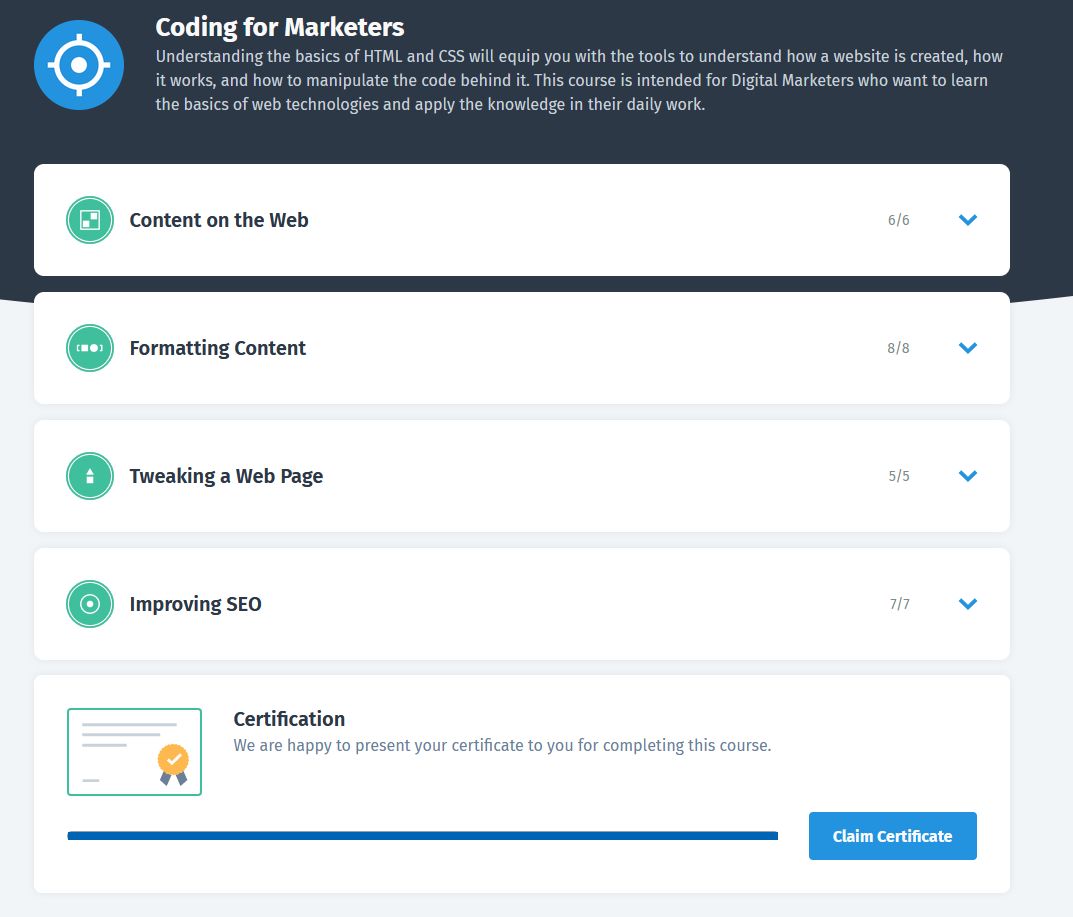 Coding for Marketers
Understanding the basics of HTML and CSS will equip you with the tools to understand how a website is created, how
it works, and how to manipulate the code behind it. This course is intended for Digital Marketers who want to learn
the basics of web technologies and apply the knowledge in their daily work.
Content on the Web 6/6
Formatting Content 8/8
Tweaking a Web Page 5/5
Improving SEO 7/7
Certification
We are happy to present your certificate to you for completing this course.
Claim Certificate